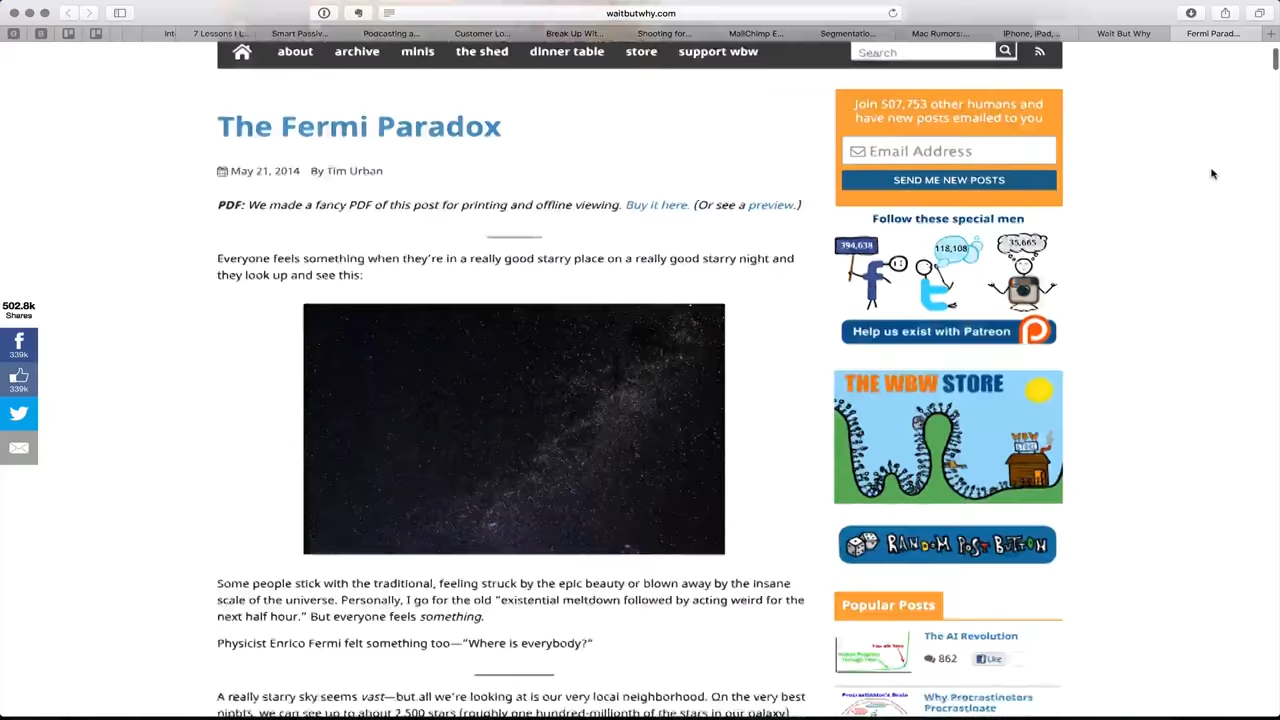 waitbutwhy.com
7 Lessons I L...
Smart Passiv...
Podcasting a...
Customer Lo...
Break Up Wit...
Shooting for...
MailChimp E...
Segmentatio...
Mac Rumors:...
iPhone, iPad,...
Wait But Why
Fermi Parad...
about
archive
minis
the shed
dinner table
store
support wbw
Search
The Fermi Paradox
May 21, 2014 By Tim Urban
PDF: We made a fancy PDF of this post for printing and offline viewing. Buy it here. (Or see a preview.)
Everyone feels something when they're in a really good starry place on a really good starry night and
they look up and see this:
502.8k
Shares
339k
339k
Some people stick with the traditional, feeling struck by the epic beauty or blown away by the insane
scale of the universe. Personally, I go for the old "existential meltdown followed by acting weird for the
next half hour." But everyone feels something.
Physicist Enrico Fermi felt something too—"Where is everybody?"
A really starry sky seems vast—but all we're looking at is our very local neighborhood. On the very best
nights, we can see up to about 2,500 stars (roughly one hundred-millionth of the stars in our galaxy)
Join 507,753 other humans and
have new posts emailed to you
Email Address
SEND ME NEW POSTS
Follow these special men
394,638
118,108
35,665
Help us exist with Patreon
THE WBW STORE
WBW
STORE
RANDOM POST BUTTON
Popular Posts
The AI Revolution
862
Like
Procrastinator's Brain
Why Procrastinators
Procrastinate